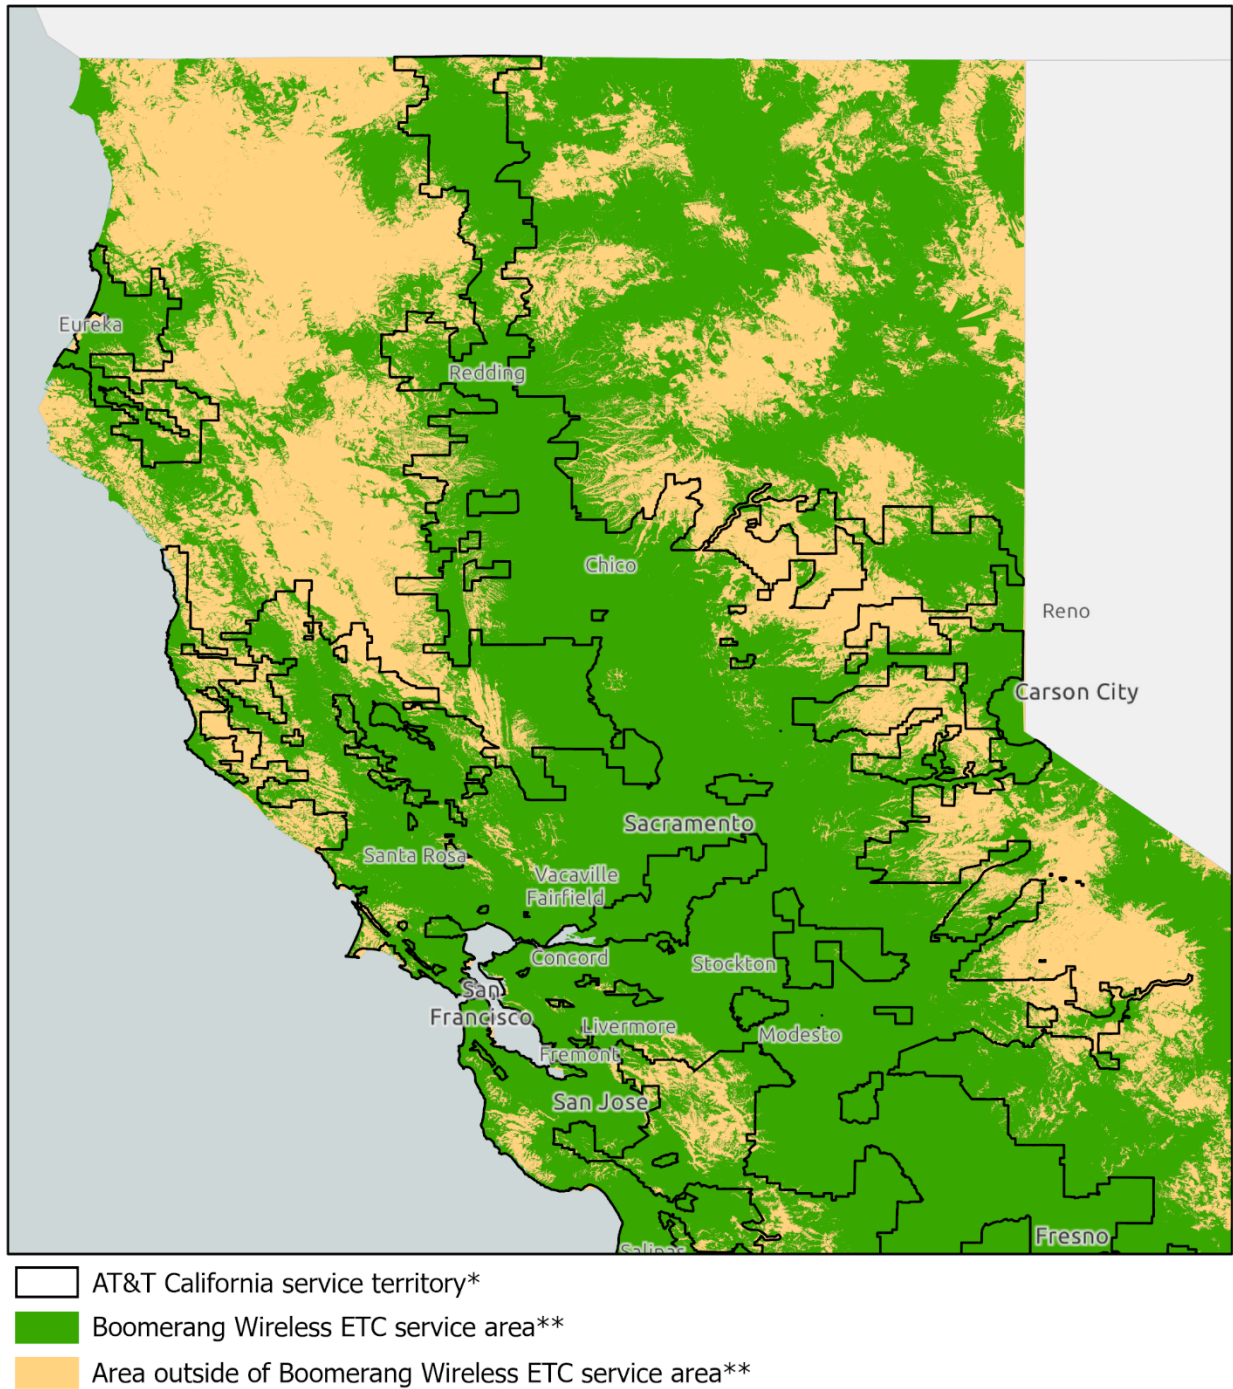 Eureka
Redding
Chico
Reno
Carson City
Sacramento
Santa Rosa
Vacaville
Fairfield
Concord
Stockton
San
Francisco
Livermore
Modesto
Fremont
San Jose
Fresno
Salinas
AT&T California service territory*
Boomerang Wireless ETC service area**
Area outside of Boomerang Wireless ETC service area**